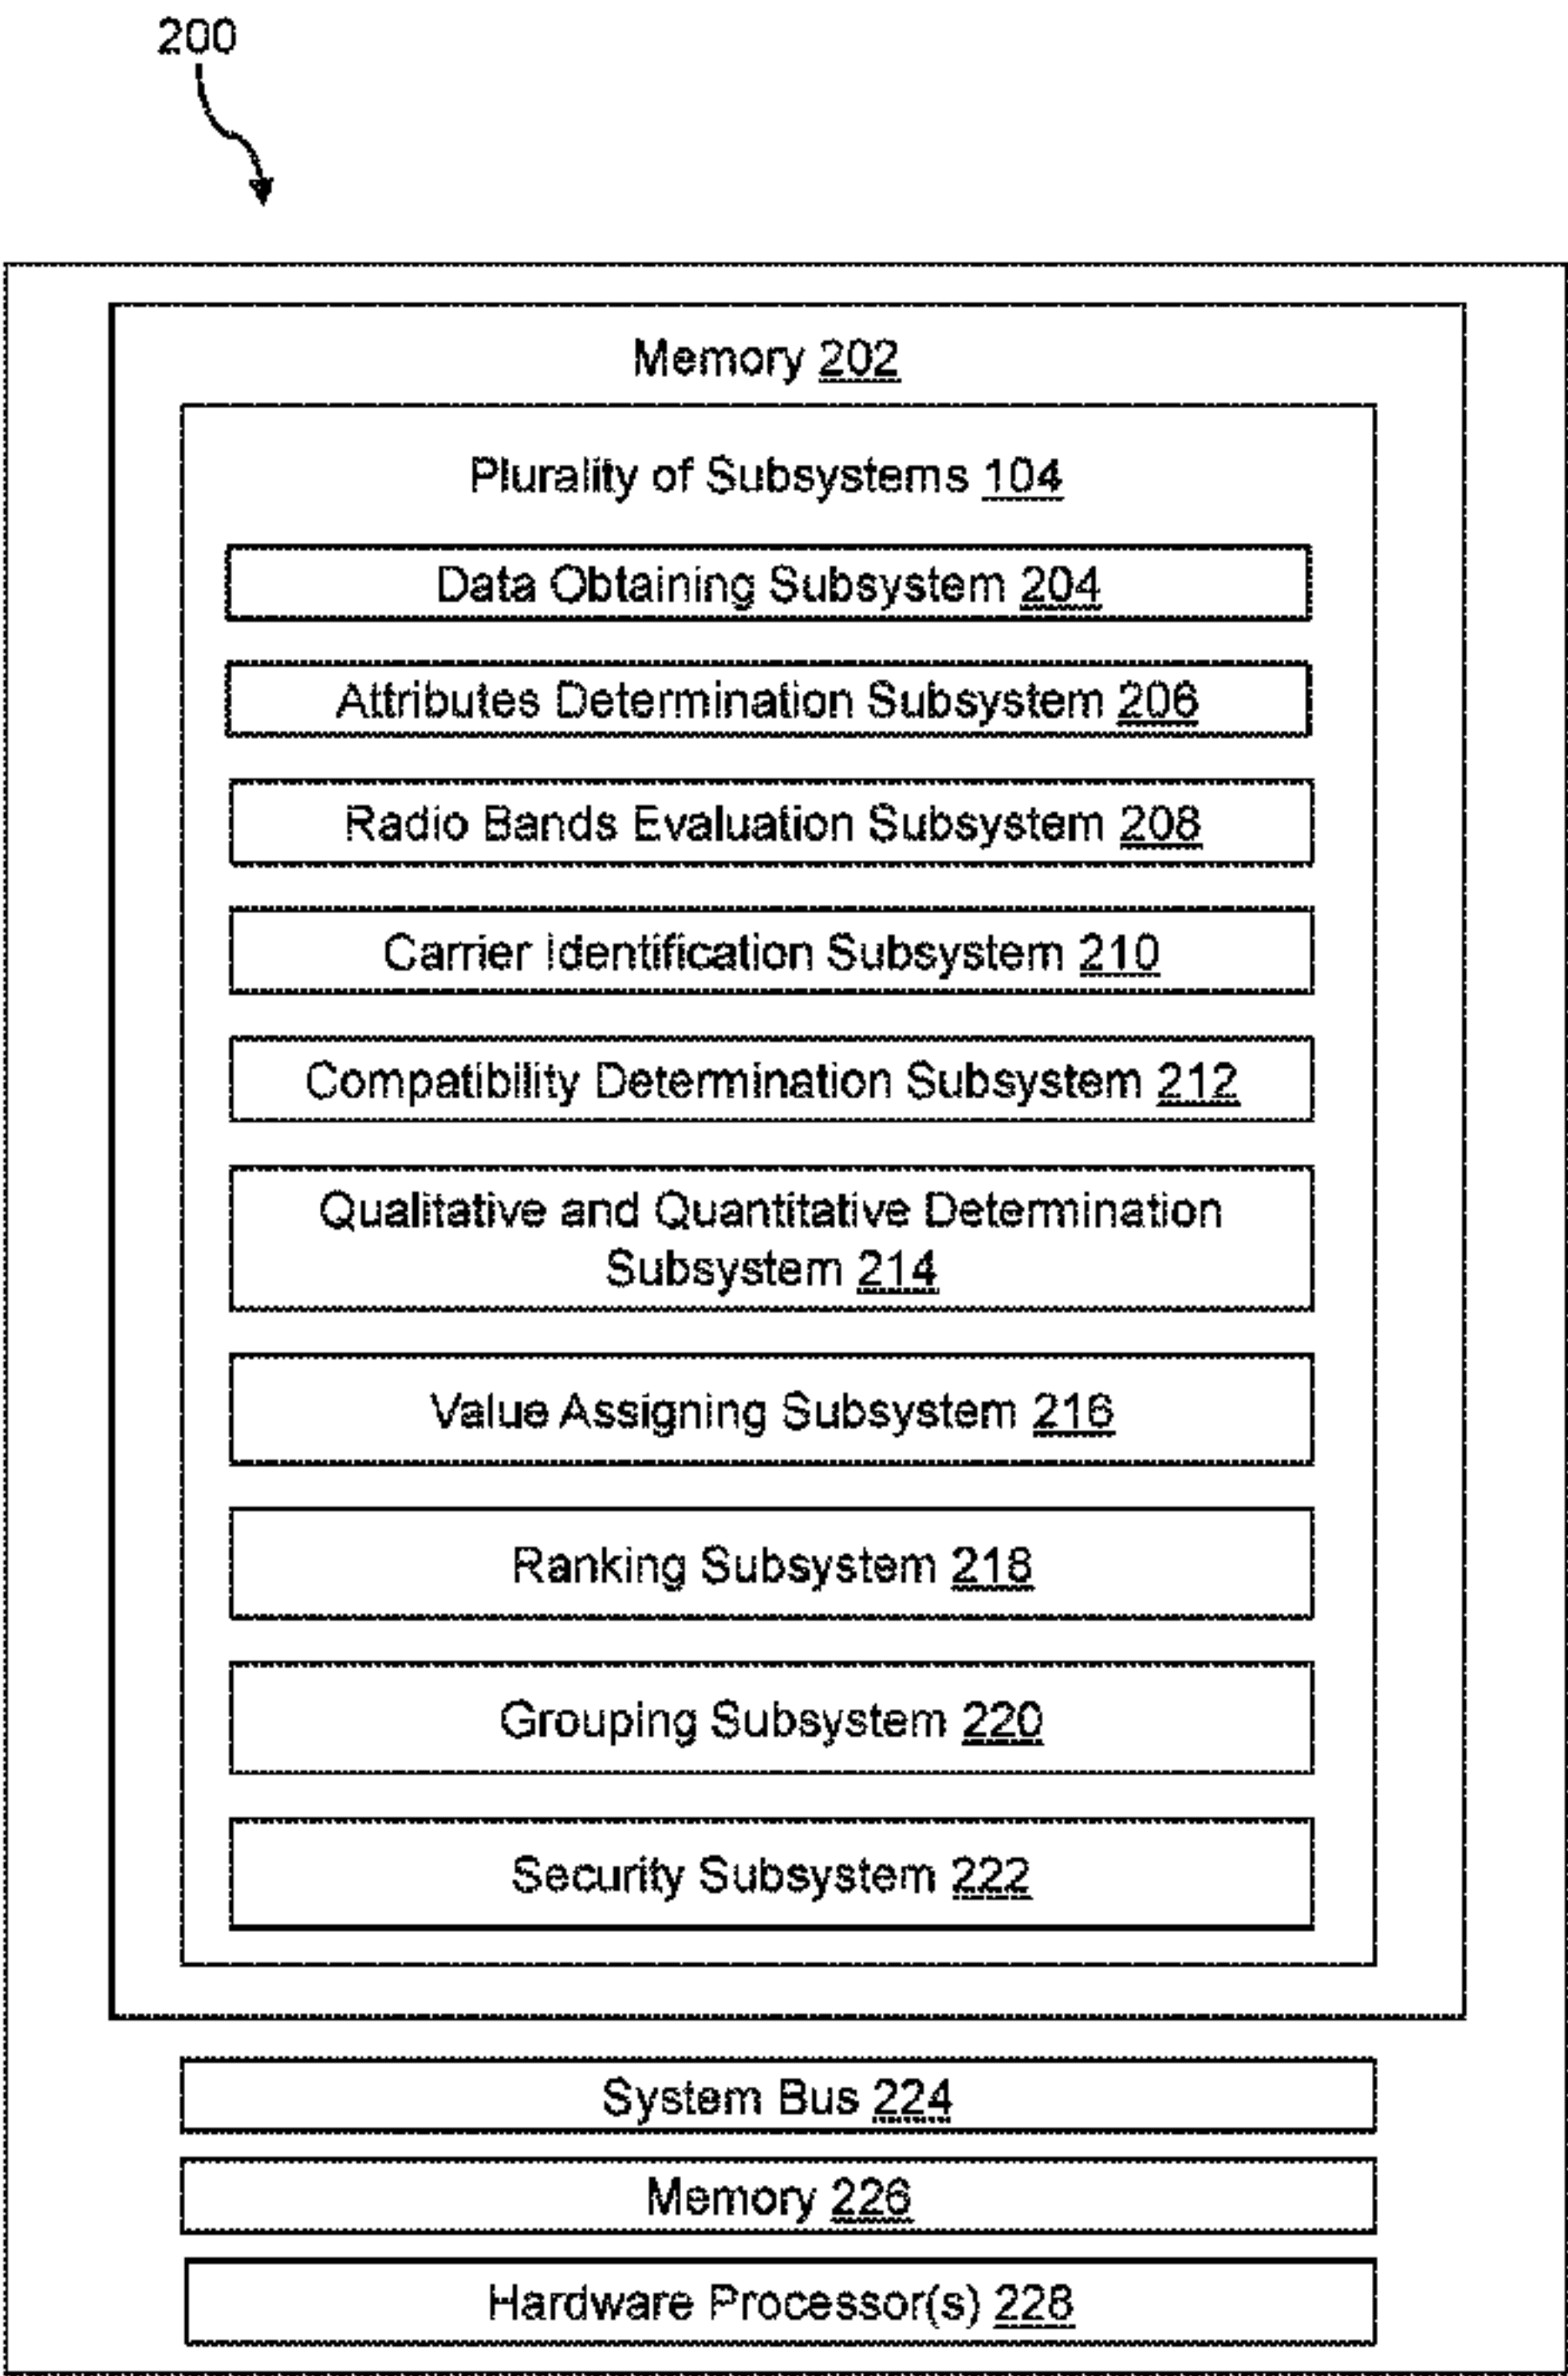 200
Memory 202
Plurality of Subsystems 104
Data Obtaining Subsystem 204
Attributes Determination Subsystem 206
Radio Bands Evaluation Subsystem 208
Carrier Identification Subsystem 210
Compatibility Determination Subsystem 212
Qualitative and Quantitative Determination
Subsystem 214
Value Assigning Subsystem 216
Ranking Subsystem 218
Grouping Subsystem 220
Security Subsystem 222
System Bus 224
Memory 226
Hardware Processor(s) 228